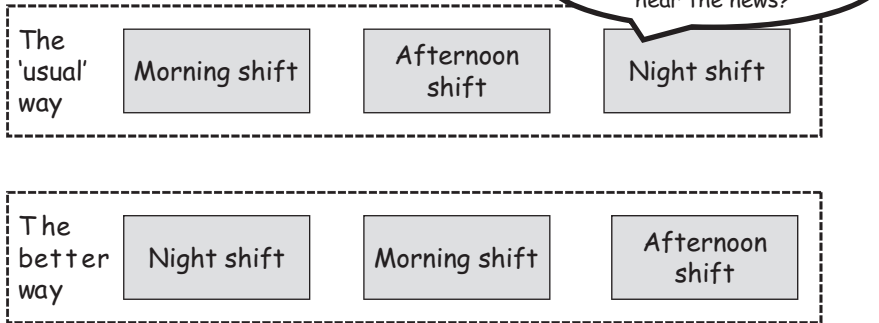 hear the news?
The
'usual'
way
Morning shift
Afternoon
shift
Night shift
The
better
way
Night shift
Morning shift
Afternoon
shift